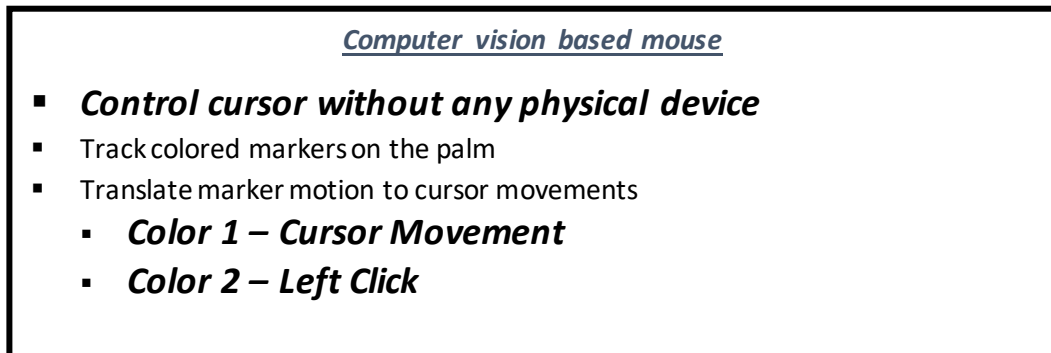 Computer vision based mouse
▪ Control cursor without any physical device
▪ Track colored markers on the palm
▪ Translate marker motion to cursor movements
▪ Color 1 – Cursor Movement
▪ Color 2 – Left Click